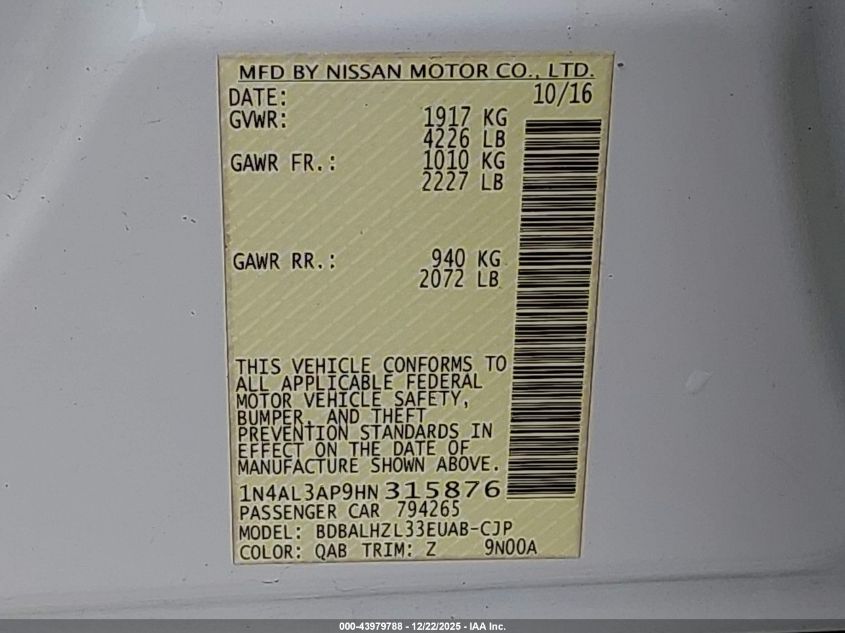 MFD BY NISSAN MOTOR CO., LTD.
DATE: 10/16
GVWR: 1917 KG
4226 LB
GAWR FR.: 1010 KG
2227 LB
GAWR RR.: 940 KG
2072 LB
THIS VEHICLE CONFORMS TO
ALL APPLICABLE FEDERAL
MOTOR VEHICLE SAFETY,
BUMPER, AND THEFT
PREVENTION STANDARDS IN
EFFECT ON THE DATE OF
MANUFACTURE SHOWN ABOVE.
1N4AL3AP9HN 315876
PASSENGER CAR 794265
MODEL: BDBALHZL33EUAB-CJP
COLOR: QAB TRIM: Z 9N00A
000-43979788 - 12/22/2025 - IAA Inc.